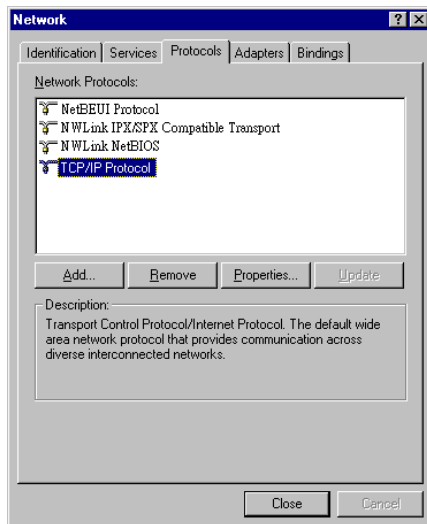 Network
Identification Services Protocols Adapters Bindings
Network Protocols:
NetBEUI Protocol
NWLink IPX/SPX Compatible Transport
NWLink NetBIOS
TCP/IP Protocol
Add... Remove Properties... Update
Description:
Transport Control Protocol/Internet Protocol. The default wide
area network protocol that provides communication across
diverse interconnected networks.
Close Cancel